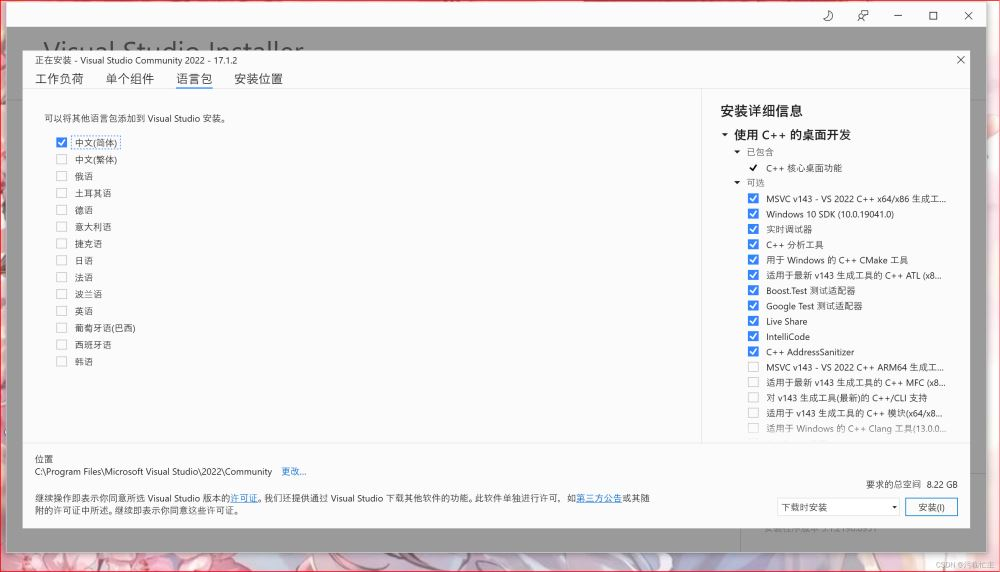 Visual Studio Installer
正在安装 - Visual Studio Community 2022 - 17.1.2
工作负荷 单个组件 语言包 安装位置
可以将其他语言包添加到 Visual Studio 安装。
中文(简体)
中文(繁体)
俄语
土耳其语
德语
意大利语
捷克语
日语
法语
波兰语
英语
葡萄牙语(巴西)
西班牙语
韩语
安装详细信息
使用 C++ 的桌面开发
已包含
C++ 核心桌面功能
可选
MSVC v143 - VS 2022 C++ x64/x86 生成工...
Windows 10 SDK (10.0.19041.0)
实时调试器
C++ 分析工具
用于 Windows 的 C++ CMake 工具
适用于最新 v143 生成工具的 C++ ATL (x8...
Boost.Test 测试适配器
Google Test 测试适配器
Live Share
IntelliCode
C++ AddressSanitizer
MSVC v143 - VS 2022 C++ ARM64 生成工...
适用于最新 v143 生成工具的 C++ MFC (x8...
对 v143 生成工具(最新)的 C++/CLI 支持
适用于 v143 生成工具的 C++ 模块(x64/x8...
适用于 Windows 的 C++ Clang 工具(13.0.0...
位置
C:\Program Files\Microsoft Visual Studio\2022\Community 更改...
继续操作即表示你同意所选 Visual Studio 版本的许可证。我们还提供通过 Visual Studio 下载其他软件的功能。此软件单独进行许可，如第三方公告或其随
附的许可证中所述。继续即表示你同意这些许可证。
要求的总空间 8.22 GB
下载时安装 安装(I)